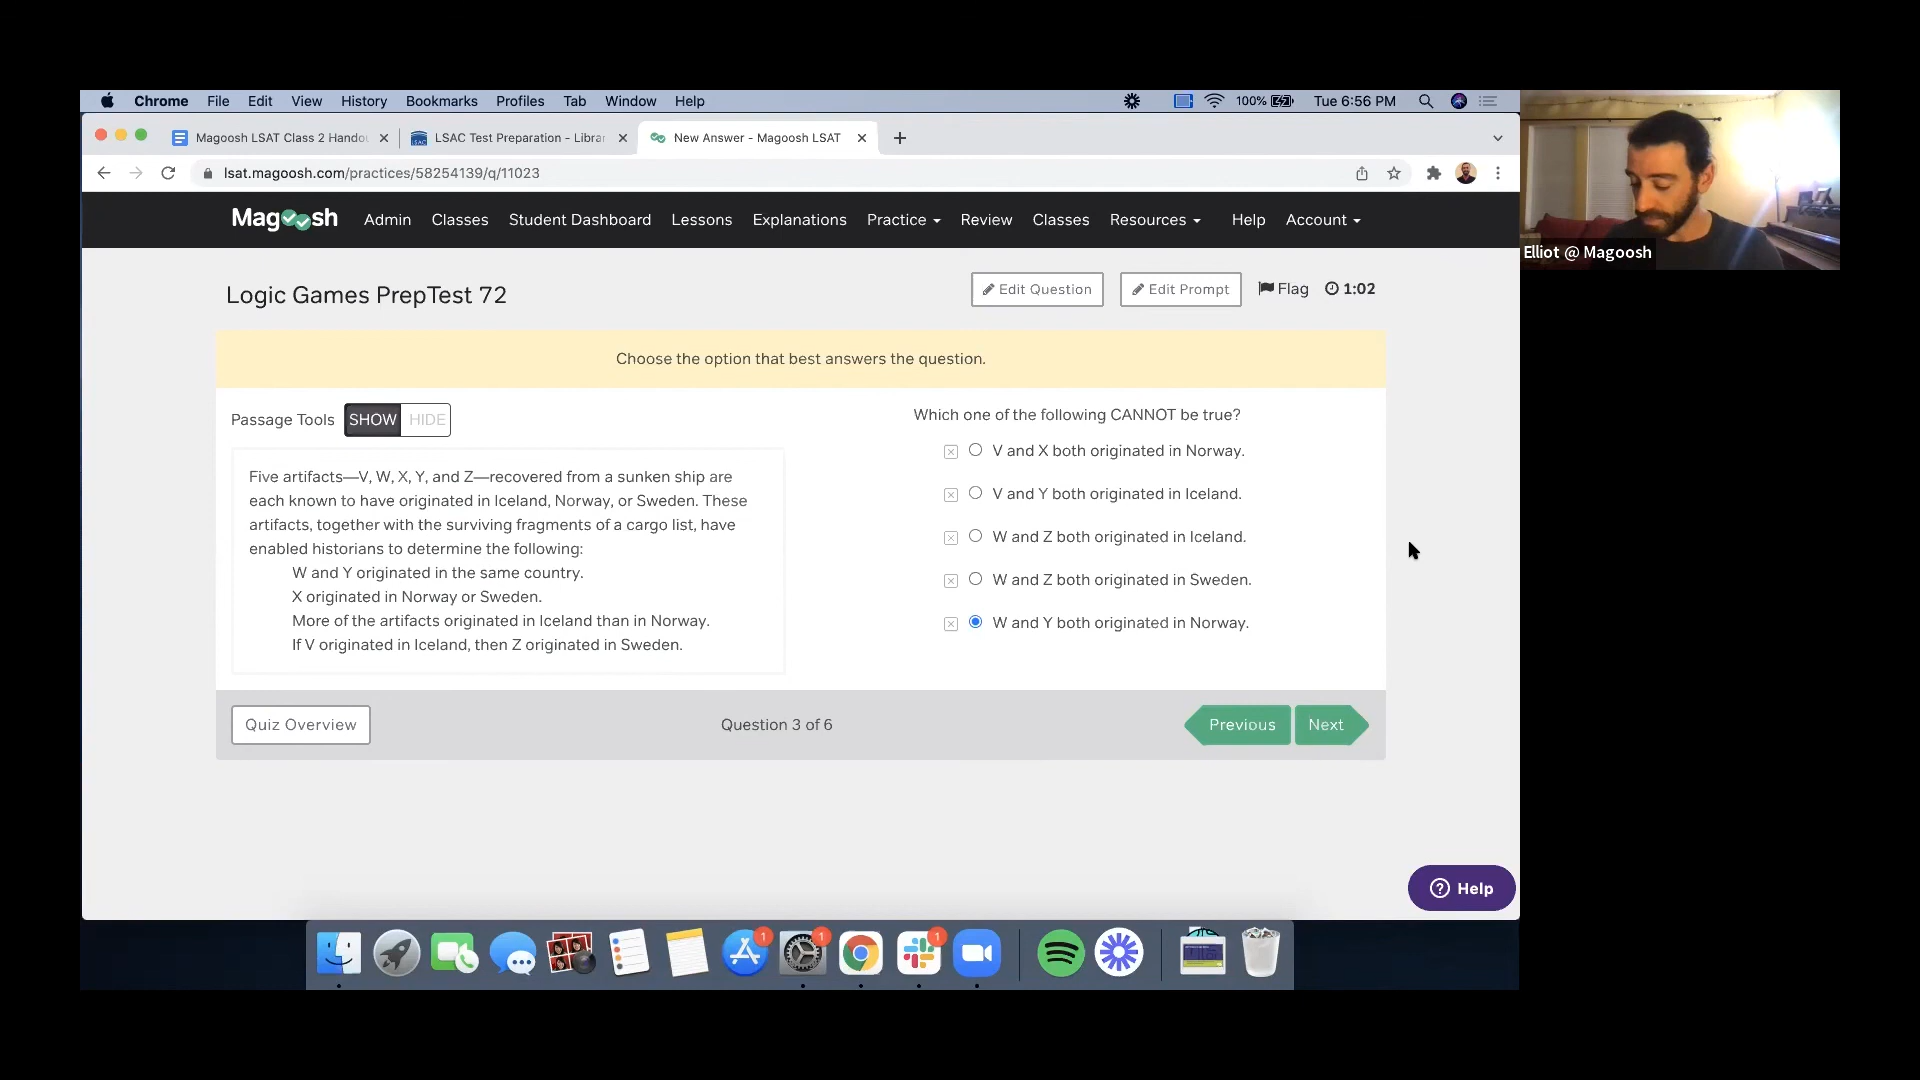 Chrome File Edit View History Bookmarks Profiles Tab Window Help 100% Tue 6:56 PM
Magoosh LSAT Class 2 Hando LSAC Test Preparation - Librar New Answer - Magoosh LSAT
lsat.magoosh.com/practices/58254139/q/11023
Magoosh Admin Classes Student Dashboard Lessons Explanations Practice Review Classes Resources Help Account
Elliot @ Magoosh
Logic Games PrepTest 72
Edit Question Edit Prompt Flag 1:02
Choose the option that best answers the question.
Passage Tools SHOW HIDE
Five artifacts—V, W, X, Y, and Z—recovered from a sunken ship are
each known to have originated in Iceland, Norway, or Sweden. These
artifacts, together with the surviving fragments of a cargo list, have
enabled historians to determine the following:
W and Y originated in the same country.
X originated in Norway or Sweden.
More of the artifacts originated in Iceland than in Norway.
If V originated in Iceland, then Z originated in Sweden.
Which one of the following CANNOT be true?
V and X both originated in Norway.
V and Y both originated in Iceland.
W and Z both originated in Iceland.
W and Z both originated in Sweden.
W and Y both originated in Norway.
Quiz Overview Question 3 of 6 Previous Next
Help
1 1 1